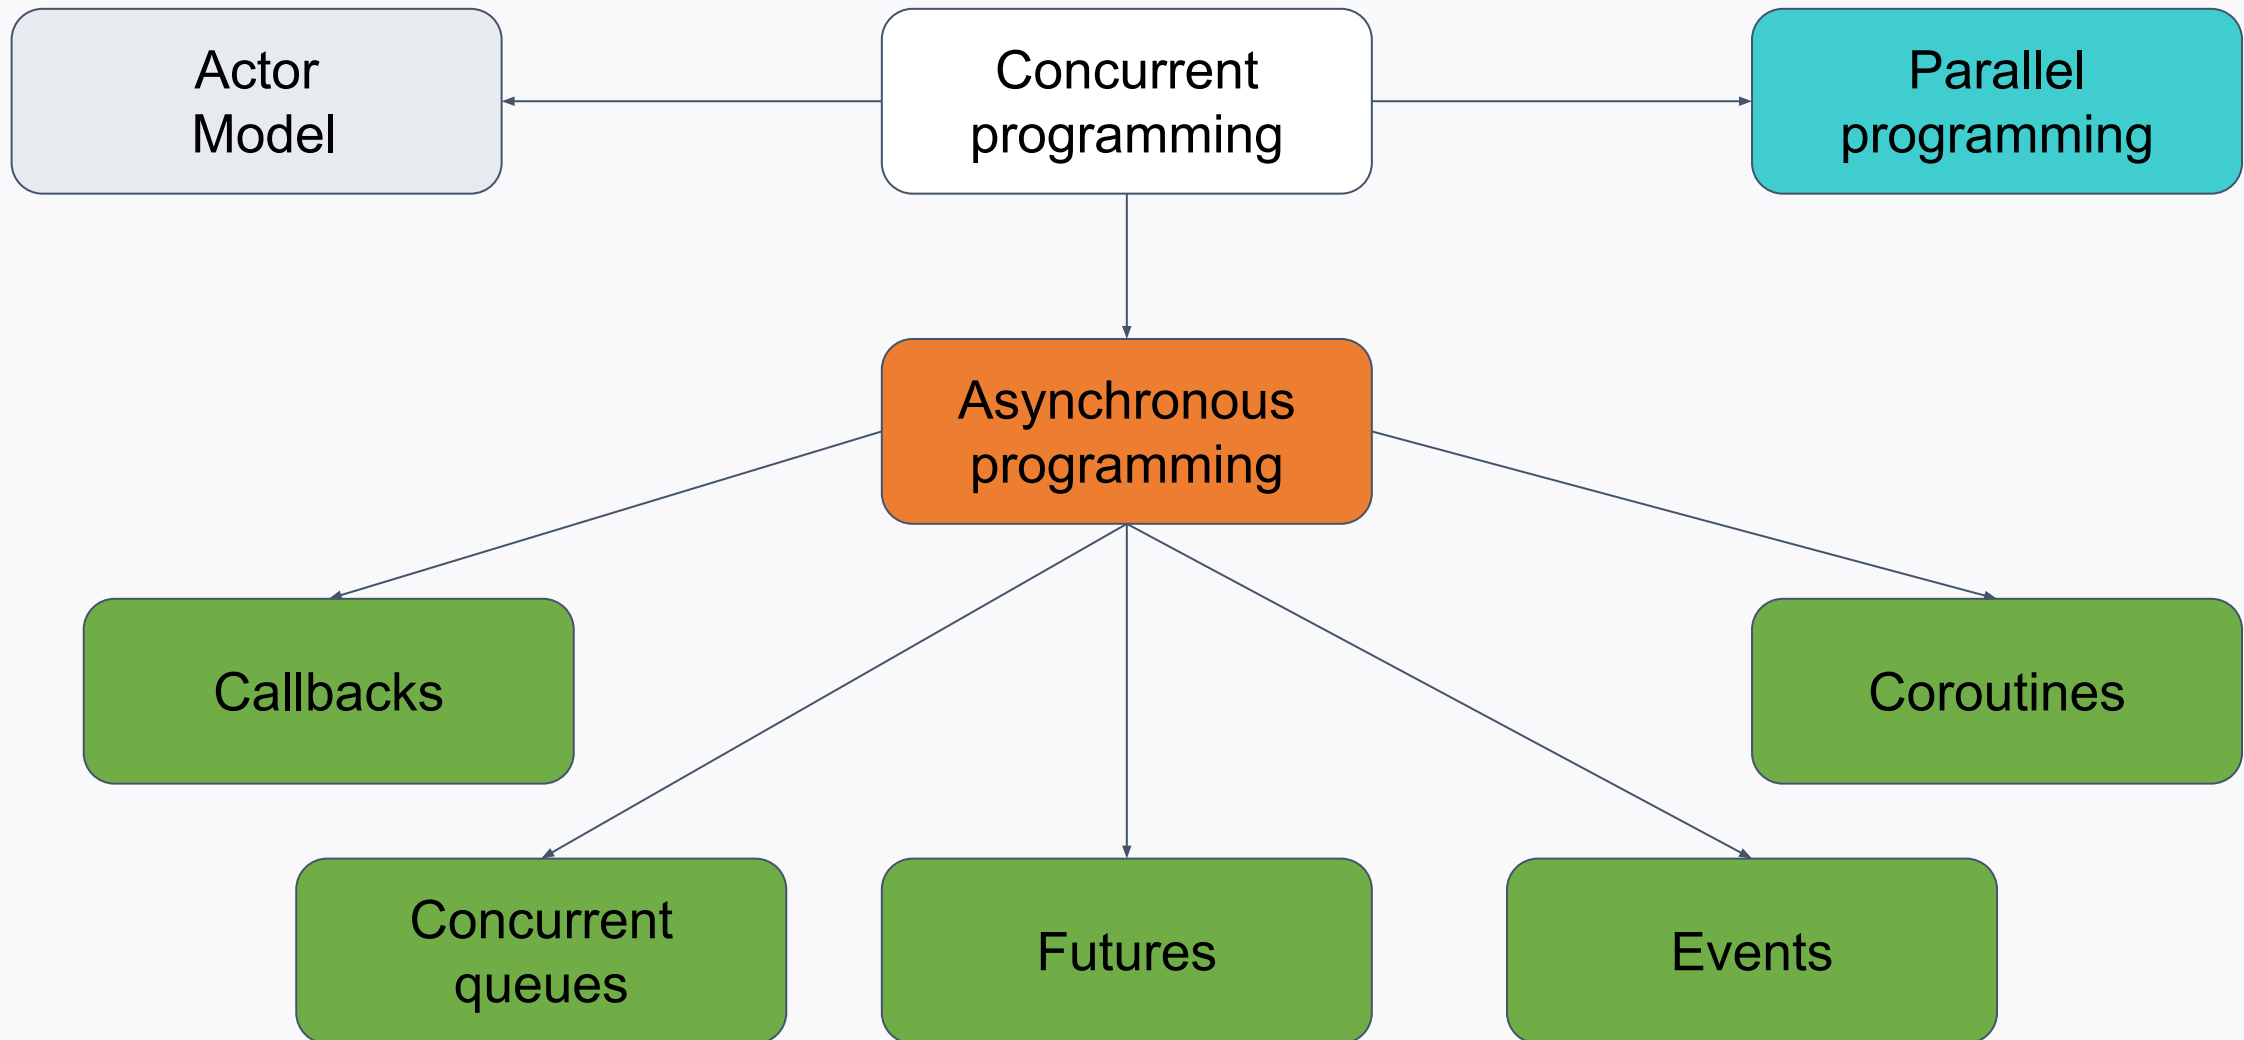 Actor
Model
Concurrent
programming
Parallel
programming
Asynchronous
programming
Callbacks
Coroutines
Concurrent
queues
Futures
Events